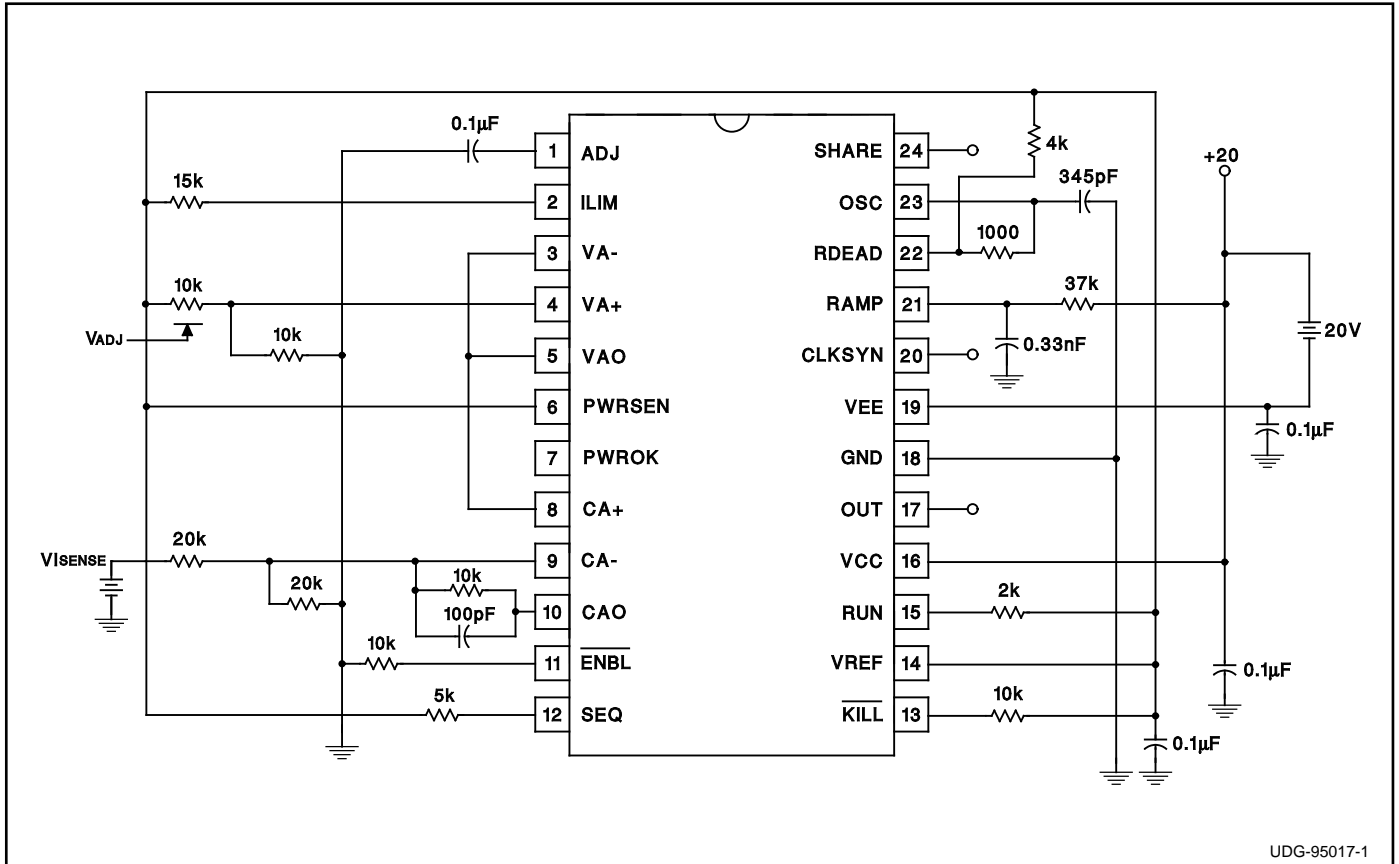 0.1µF
1 ADJ
SHARE 24
4k
+20
15k
2 ILIM
OSC 23
345pF
3 VA-
RDEAD 22
1000
10k
4 VA+
RAMP 21
37k
VADJ
10k
5 VAO
CLKSYN 20
0.33nF
20V
6 PWRSEN
VEE 19
0.1µF
7 PWROK
GND 18
8 CA+
OUT 17
VISENSE
20k
9 CA-
VCC 16
20k
10k
100pF
10 CAO
RUN 15
2k
10k
11 ENBL
VREF 14
0.1µF
5k
12 SEQ
KILL 13
10k
0.1µF
UDG-95017-1